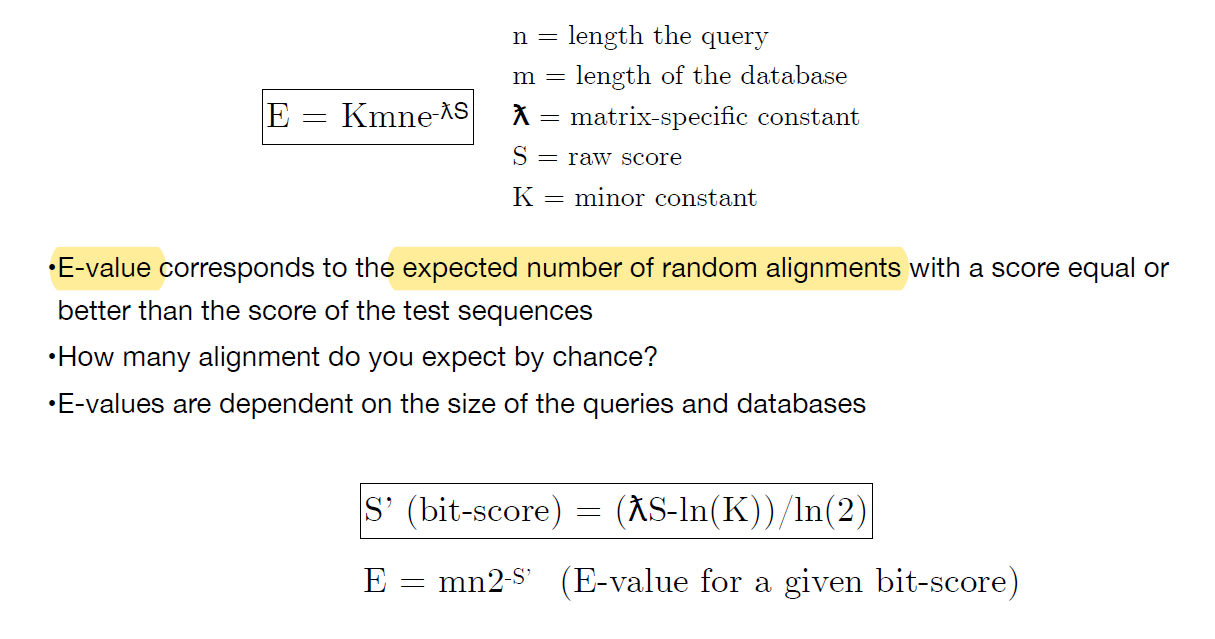 n = length the query
m = length of the database
E = Kmne-ƛS
ƛ = matrix-specific constant
S = raw score
K = minor constant
•E-value corresponds to the expected number of random alignments with a score equal or
better than the score of the test sequences
•How many alignment do you expect by chance?
•E-values are dependent on the size of the queries and databases
S' (bit-score) = (ƛS-ln(K))/ln(2)
E = mn2-S' (E-value for a given bit-score)